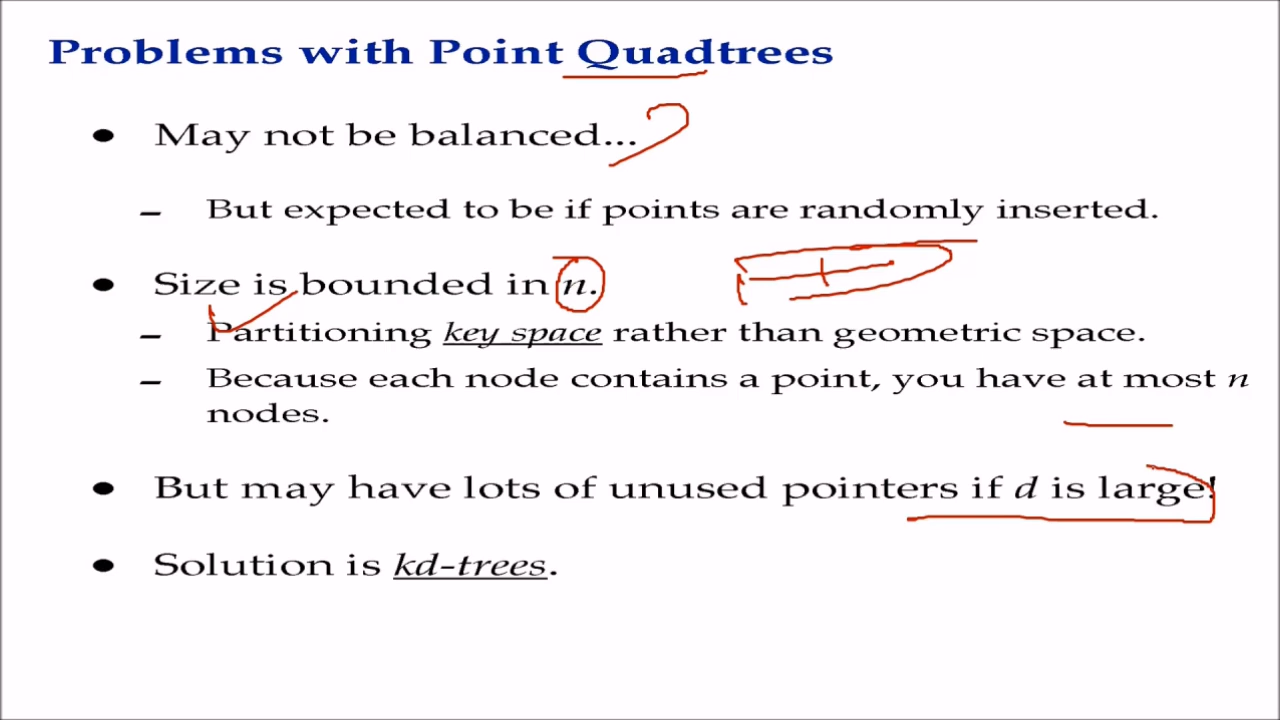 Problems with Point Quadtrees
● May not be balanced...
– But expected to be if points are randomly inserted.
● Size is bounded in n.
– Partitioning key space rather than geometric space.
– Because each node contains a point, you have at most n
nodes.
● But may have lots of unused pointers if d is large!
● Solution is kd-trees.